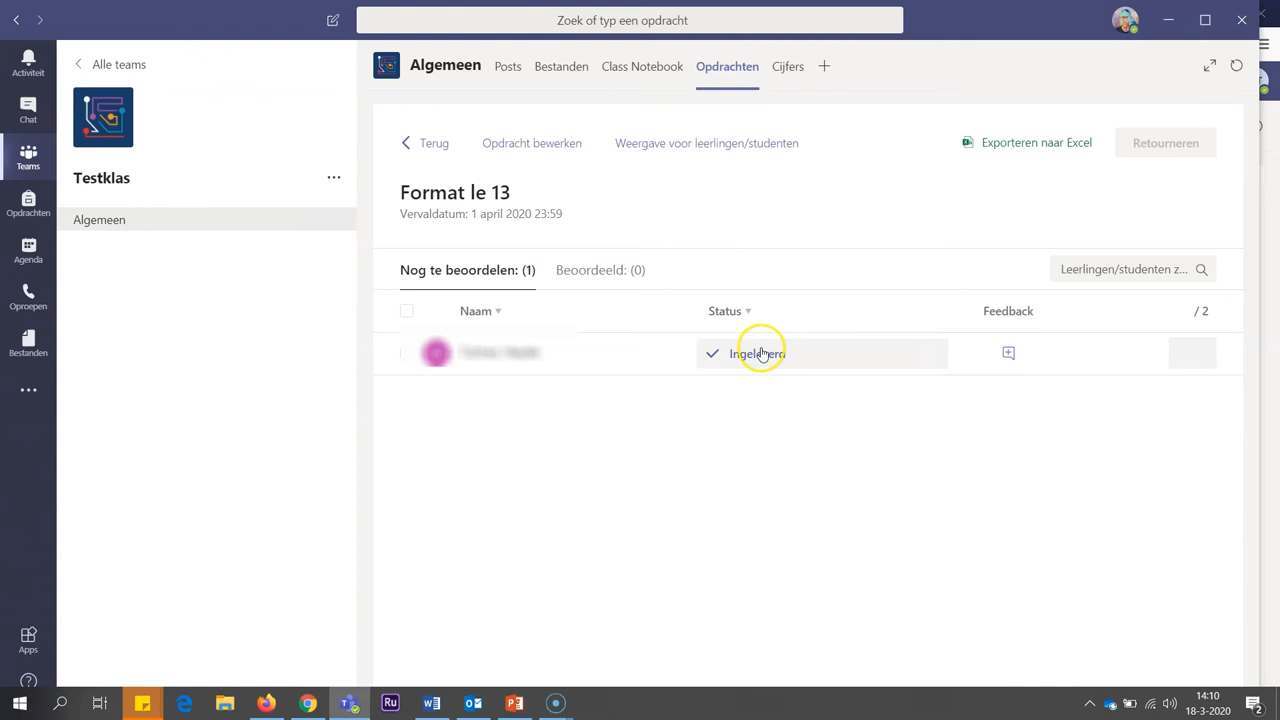 Zoek of typ een opdracht
Activiteit
Chat
Teams
Opdrachten
Agenda
Oproepen
Bestanden
Apps
Alle teams
Testklas
Algemeen
Algemeen Posts Bestanden Class Notebook Opdrachten Cijfers
Terug Opdracht bewerken Weergave voor leerlingen/studenten Exporteren naar Excel Retourneren
Format le 13
Vervaldatum: 1 april 2020 23:59
Nog te beoordelen: (1) Beoordeeld: (0) Leerlingen/studenten z...
Naam Status Feedback / 2
Ingeleverd
14:10
18-3-2020
2